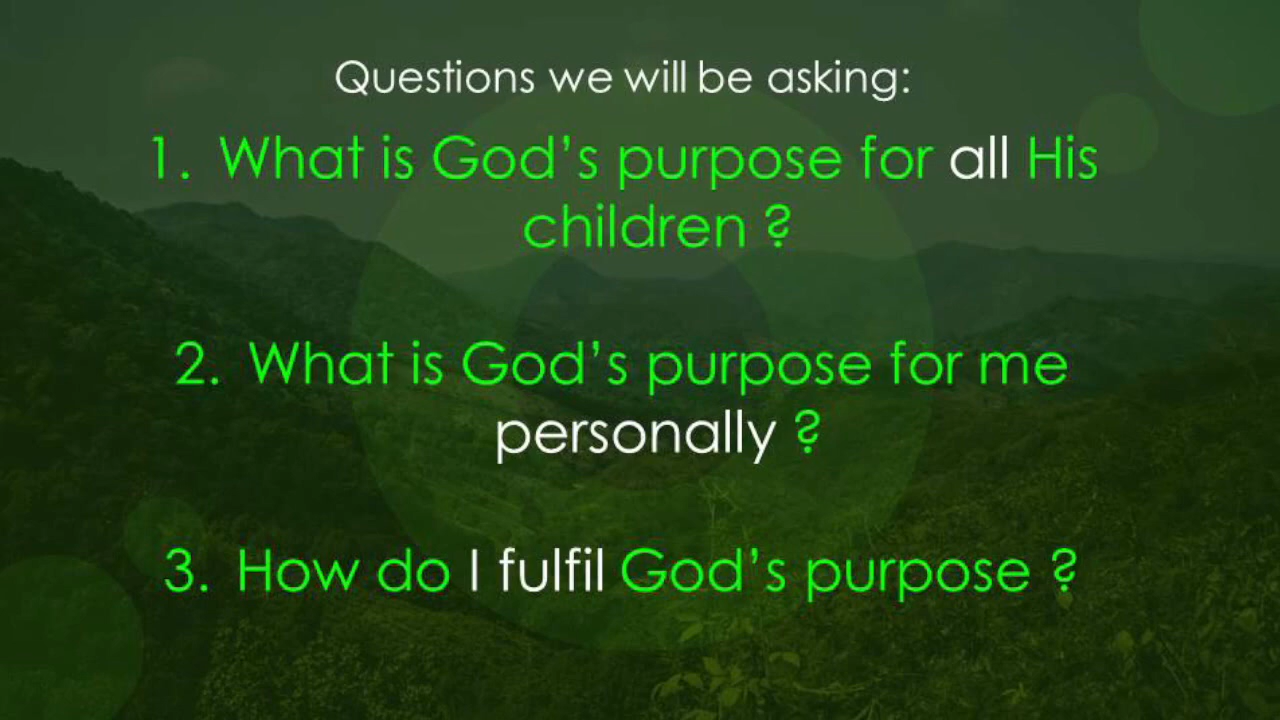 Questions we will be asking:
1. What is God’s purpose for all His
children ?
2. What is God’s purpose for me
personally ?
3. How do I fulfil God’s purpose ?